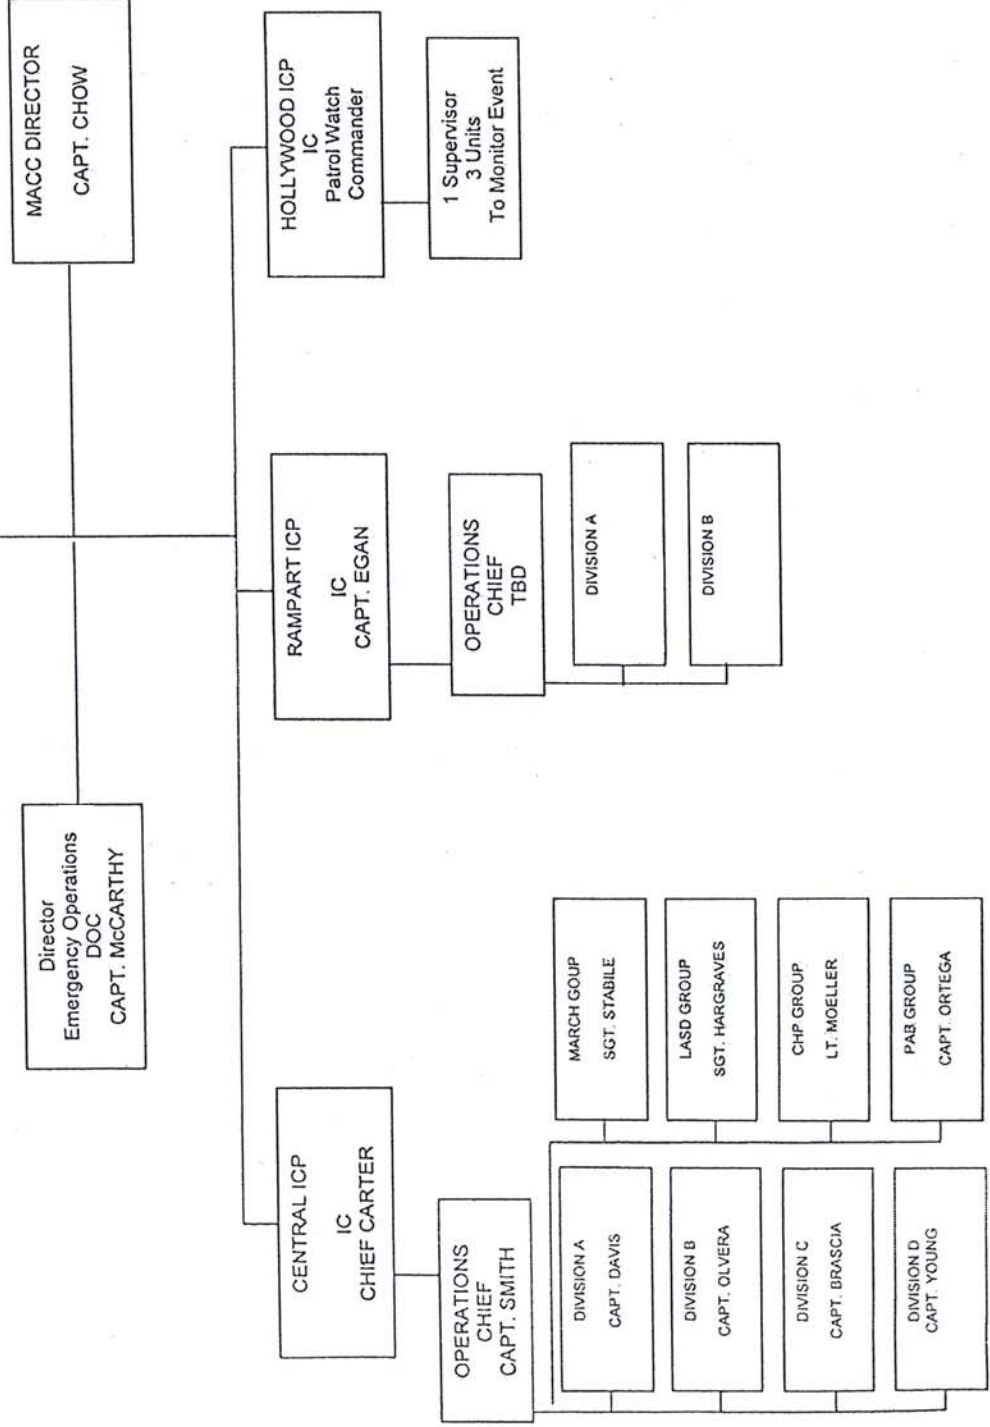 MACC DIRECTOR
CAPT. CHOW
Director
Emergency Operations
DOC
CAPT. McCARTHY
CENTRAL ICP
IC
CHIEF CARTER
RAMPART ICP
IC
CAPT. EGAN
HOLLYWOOD ICP
IC
Patrol Watch
Commander
OPERATIONS
CHIEF
CAPT. SMITH
OPERATIONS
CHIEF
TBD
1 Supervisor
3 Units
To Monitor Event
DIVISION A
CAPT. DAVIS
DIVISION B
CAPT. OLVERA
DIVISION C
CAPT. BRASCIA
DIVISION D
CAPT. YOUNG
MARCH GOUP
SGT. STABILE
LASD GROUP
SGT. HARGRAVES
CHP GROUP
LT. MOELLER
PAB GROUP
CAPT. ORTEGA
DIVISION A
DIVISION B